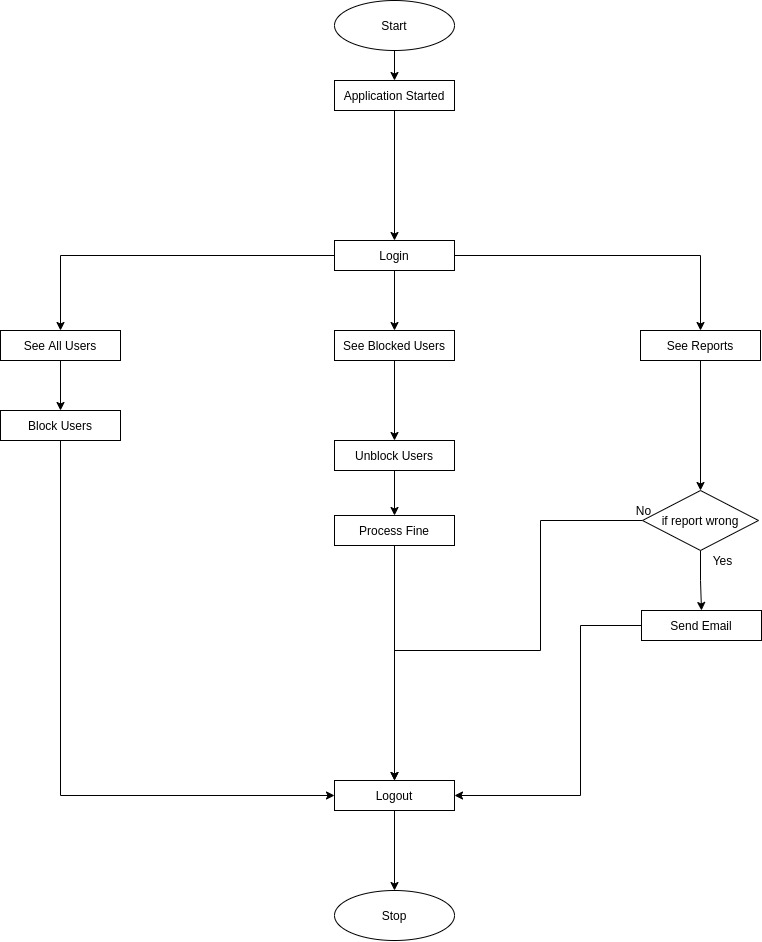 Start
Application Started
Login
See All Users
See Blocked Users
See Reports
Block Users
Unblock Users
Process Fine
No
if report wrong
Yes
Send Email
Logout
Stop